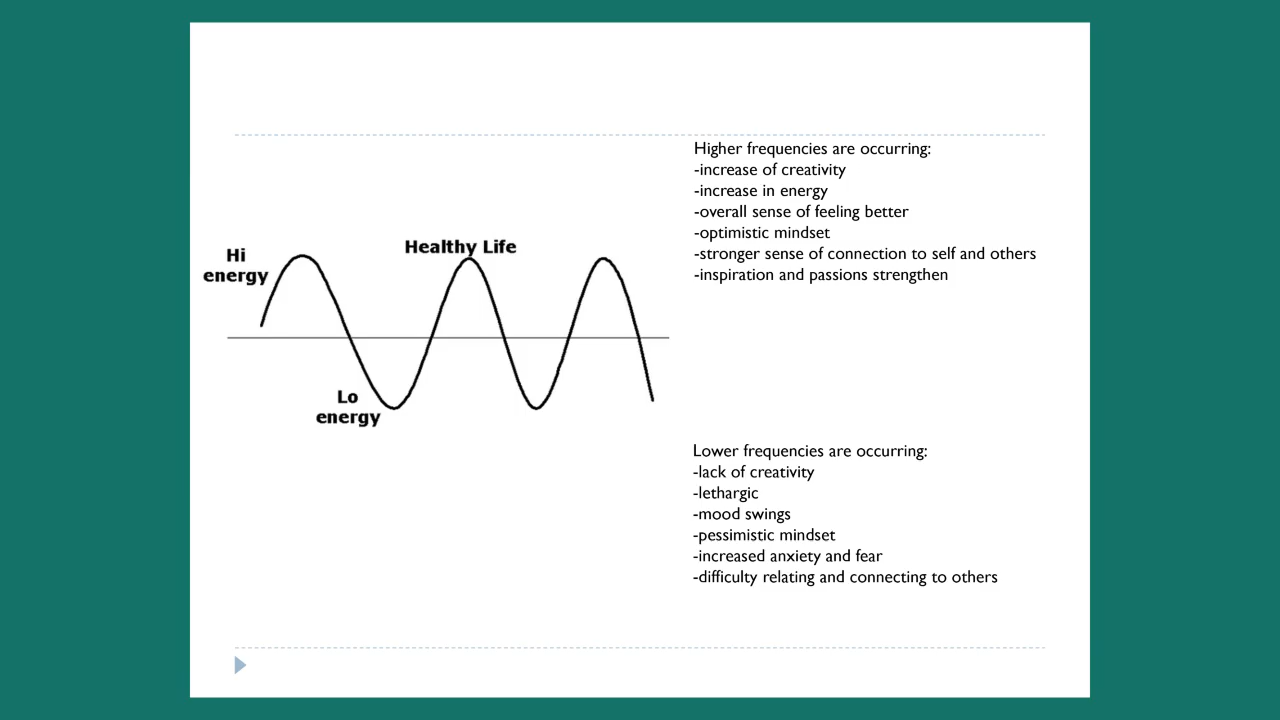 Higher frequencies are occurring:
-increase of creativity
-increase in energy
-overall sense of feeling better
-optimistic mindset
-stronger sense of connection to self and others
-inspiration and passions strengthen
Healthy Life
Hi
energy
Lo
energy
Lower frequencies are occurring:
-lack of creativity
-lethargic
-mood swings
-pessimistic mindset
-increased anxiety and fear
-difficulty relating and connecting to others